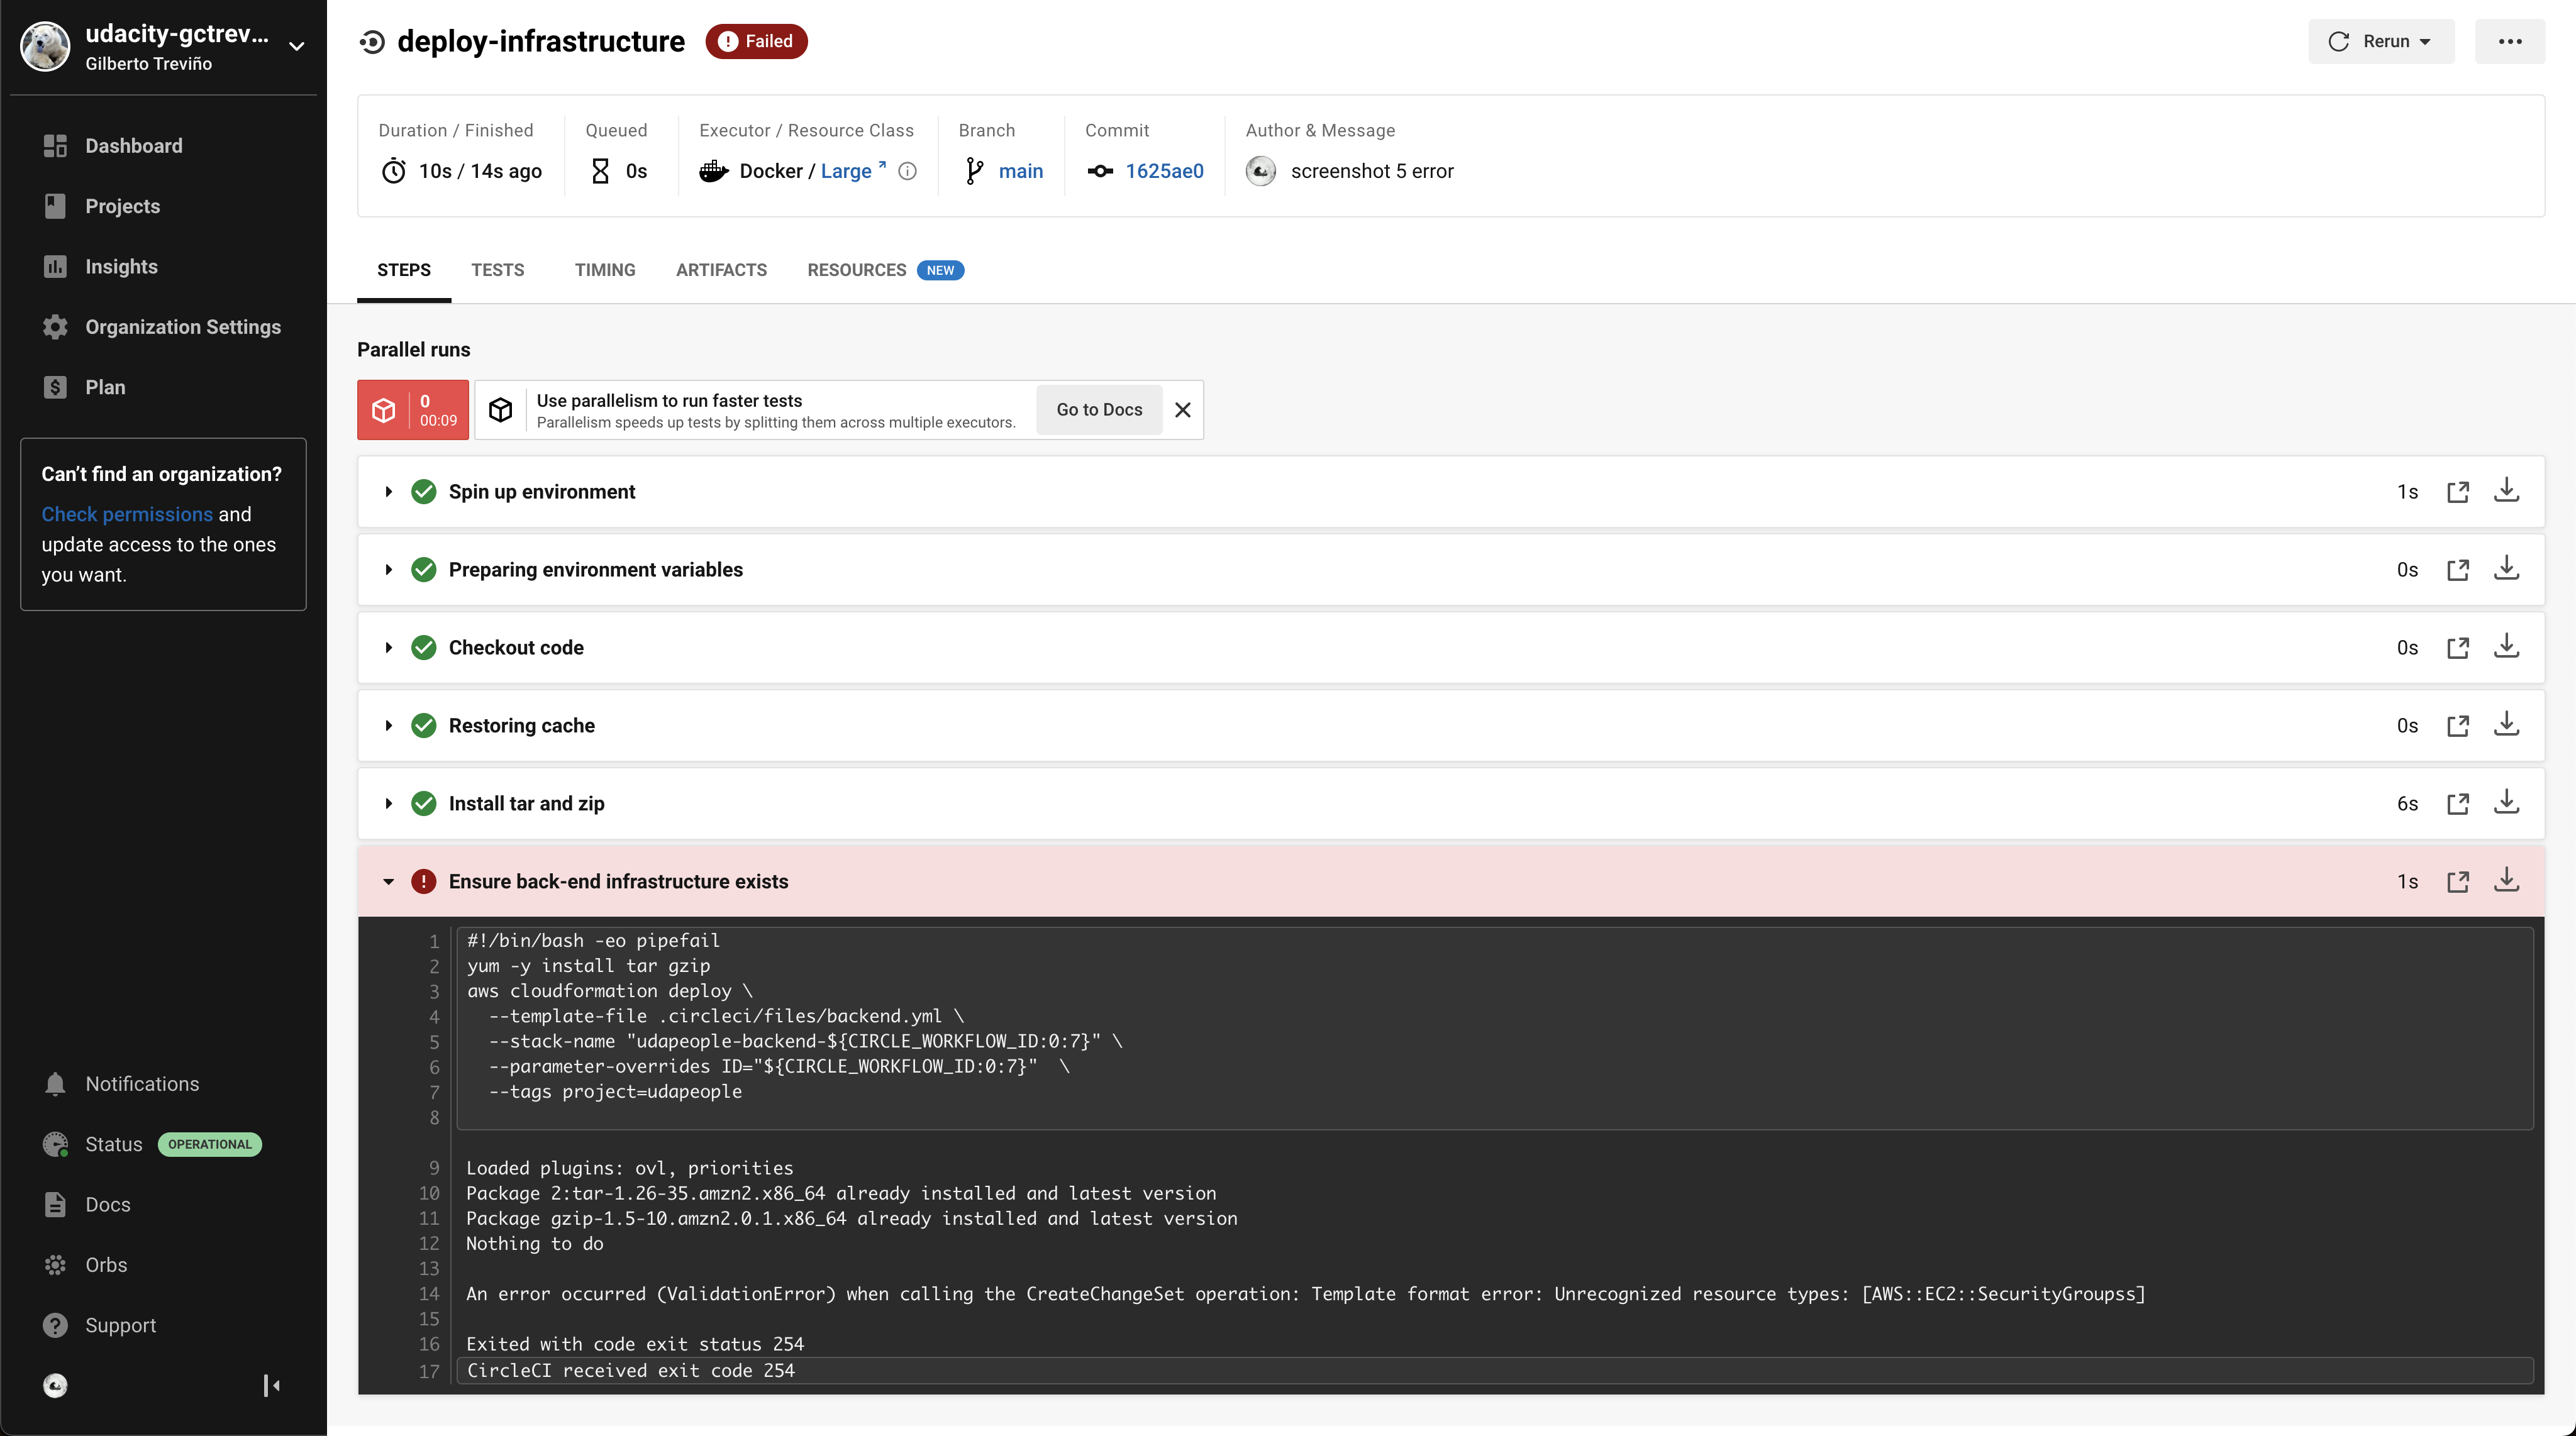 udacity-gctrev...
Gilberto Treviño
Dashboard
Projects
Insights
Organization Settings
Plan
Can't find an organization?
Check permissions and
update access to the ones
you want.
Notifications
Status OPERATIONAL
Docs
Orbs
Support
deploy-infrastructure Failed
Rerun
Duration / Finished
10s / 14s ago
Queued
0s
Executor / Resource Class
Docker / Large
Branch
main
Commit
1625ae0
Author & Message
screenshot 5 error
STEPS TESTS TIMING ARTIFACTS RESOURCES NEW
Parallel runs
0
00:09
Use parallelism to run faster tests
Parallelism speeds up tests by splitting them across multiple executors.
Go to Docs
Spin up environment 1s
Preparing environment variables 0s
Checkout code 0s
Restoring cache 0s
Install tar and zip 6s
Ensure back-end infrastructure exists 1s
1 #!/bin/bash -eo pipefail
2 yum -y install tar gzip
3 aws cloudformation deploy \
4 --template-file .circleci/files/backend.yml \
5 --stack-name "udapeople-backend-${CIRCLE_WORKFLOW_ID:0:7}" \
6 --parameter-overrides ID="${CIRCLE_WORKFLOW_ID:0:7}"  \
7 --tags project=udapeople
8
9 Loaded plugins: ovl, priorities
10 Package 2:tar-1.26-35.amzn2.x86_64 already installed and latest version
11 Package gzip-1.5-10.amzn2.0.1.x86_64 already installed and latest version
12 Nothing to do
13
14 An error occurred (ValidationError) when calling the CreateChangeSet operation: Template format error: Unrecognized resource types: [AWS::EC2::SecurityGroupss]
15
16 Exited with code exit status 254
17 CircleCI received exit code 254